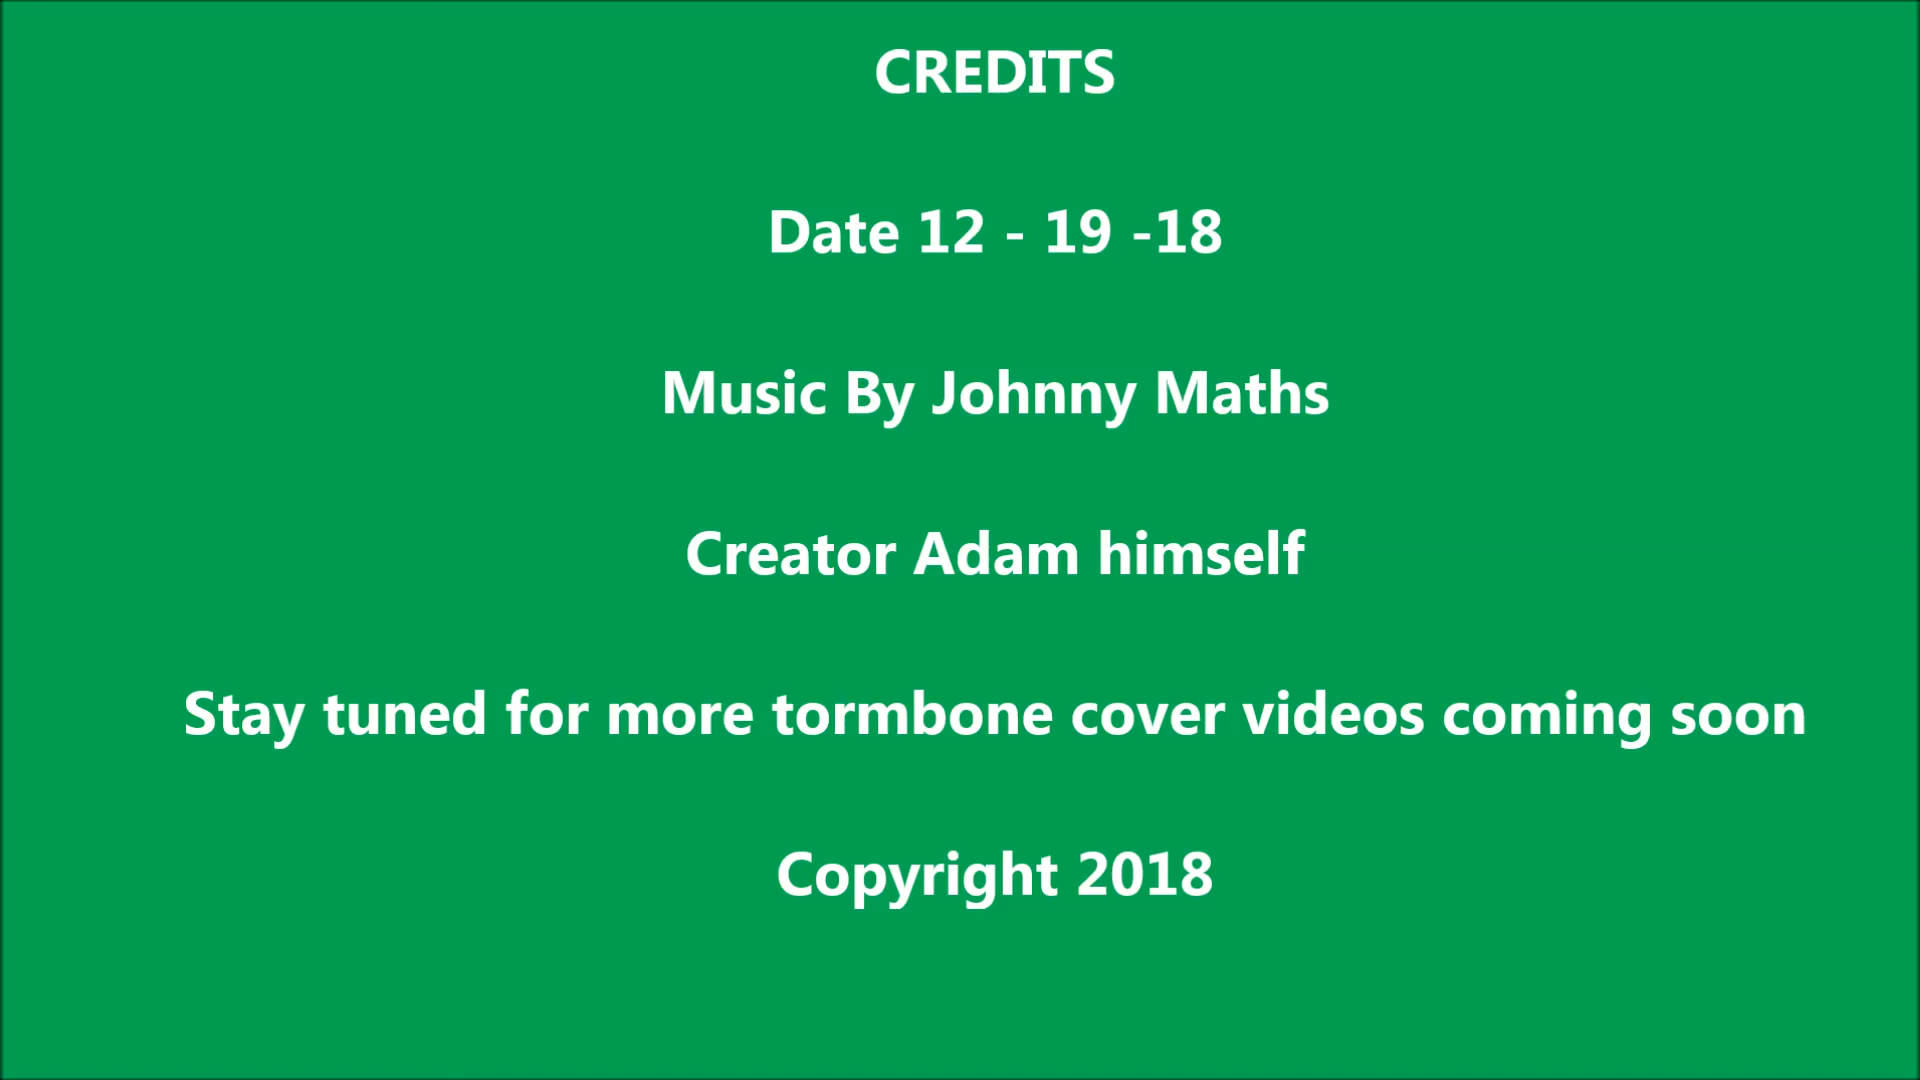 CREDITS
Date 12 - 19 -18
Music By Johnny Maths
Creator Adam himself
Stay tuned for more tormbone cover videos coming soon
Copyright 2018